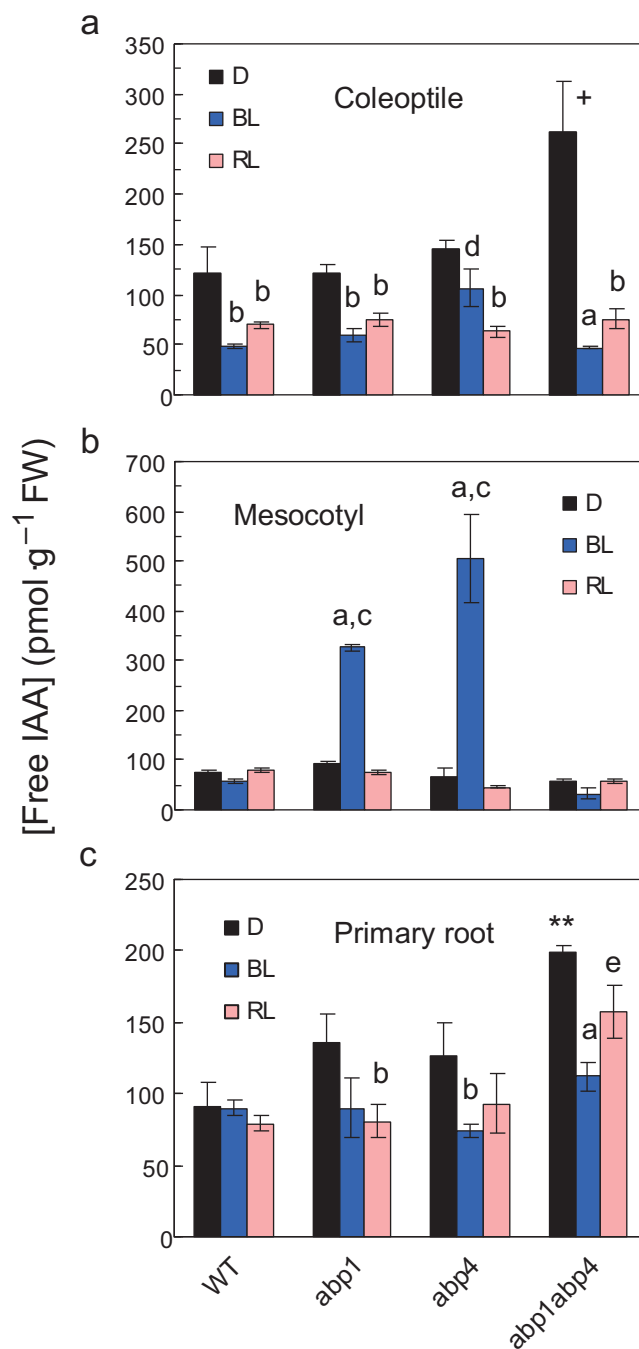 a
350
300
250
200
150
100
50
0
D
BL
RL
Coleoptile
b
b
b
b
d
b
+
a
b
[Free IAA] (pmol·g⁻¹ FW)
b
700
600
500
400
300
200
100
0
Mesocotyl
D
BL
RL
a,c
a,c
c
250
200
150
100
50
0
D
BL
RL
Primary root
b
b
**
a
e
WT
abp1
abp4
abp1abp4